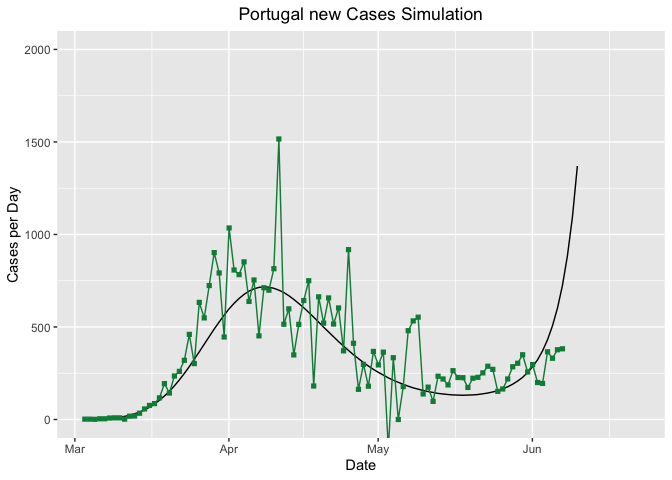 Portugal new Cases Simulation
2000
1500
1000
500
0
Cases per Day
Mar
Apr
May
Jun
Date